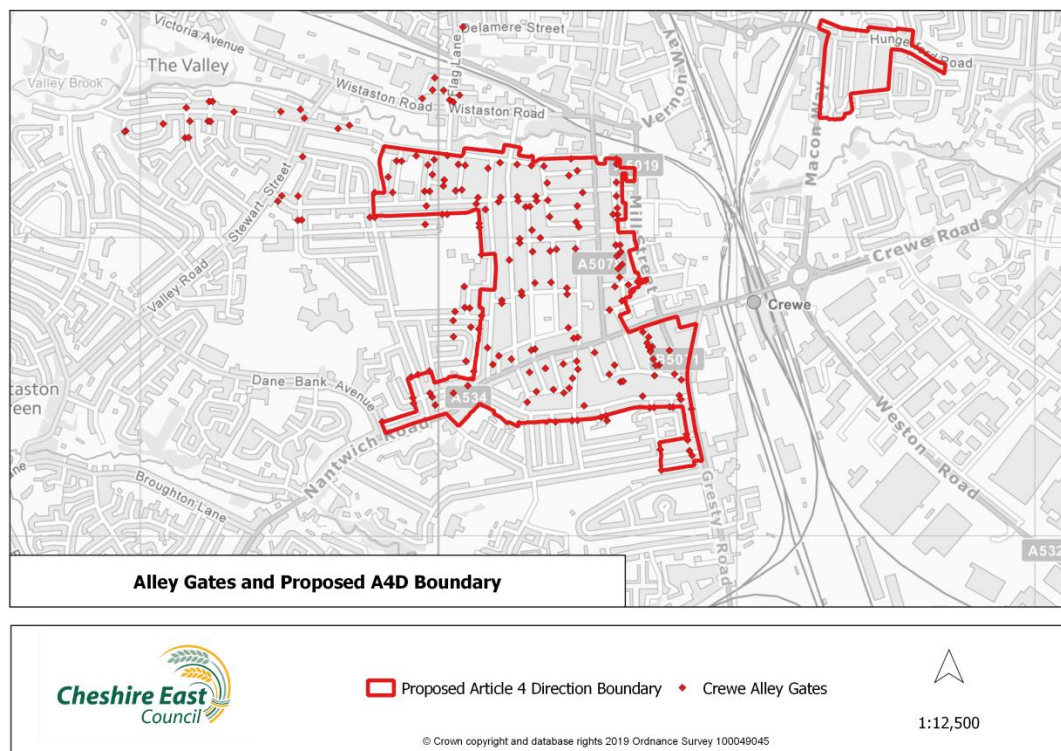 Victoria Avenue
Delamere Street
The Valley
Flag Lane
Valley Brook
Wistaston Road
Wistaston Road
Vernon Way
Hungerford Road
Macon Way
Stewart Street
Mill Street
Crewe Road
Valley Road
A507
Crewe
Dane Bank Avenue
A534
Nantwich Road
Weston Road
Broughton Lane
Gresty Road
A532
Alley Gates and Proposed A4D Boundary
Cheshire East
Council
Proposed Article 4 Direction Boundary
Crewe Alley Gates
1:12,500
© Crown copyright and database rights 2019 Ordnance Survey 100049045